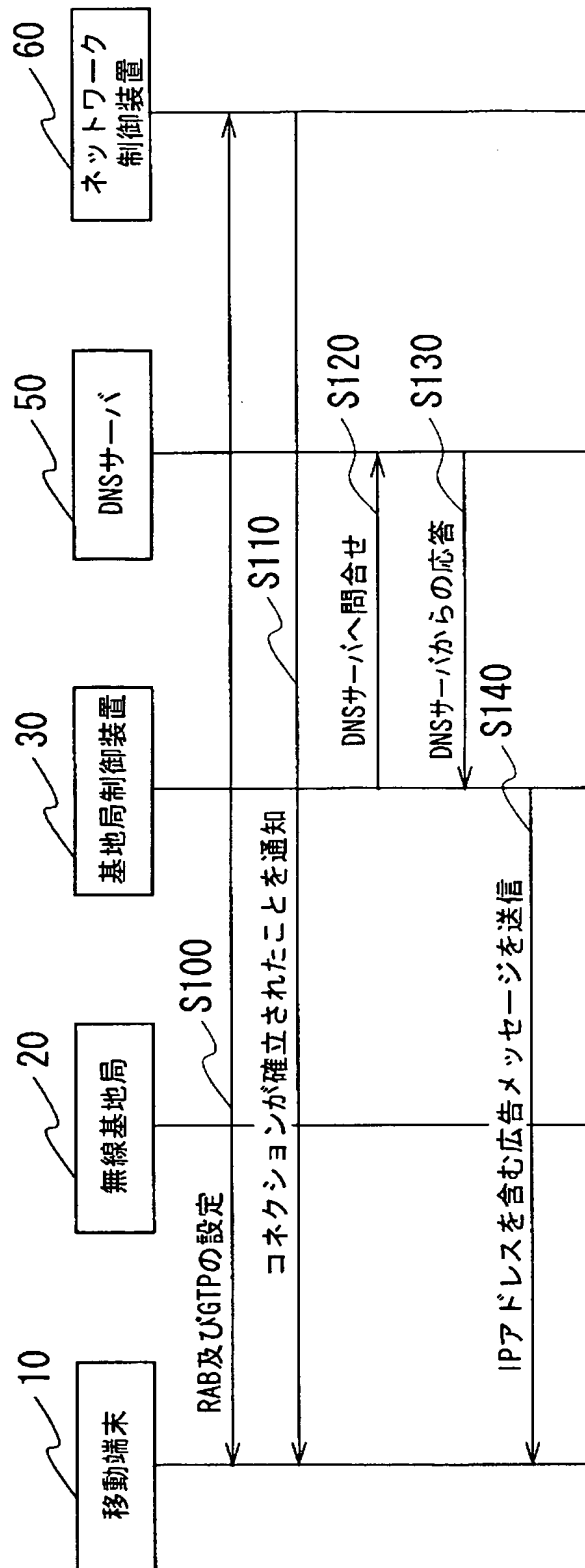 10
移動端末
20
無線基地局
30
基地局制御装置
50
DNSサーバ
60
ネットワーク
制御装置
RAB及びGTPの設定
S100
コネクションが確立されたことを通知
S110
DNSサーバへ問合せ
S120
DNSサーバからの応答
S130
IPアドレスを含む広告メッセージを送信
S140